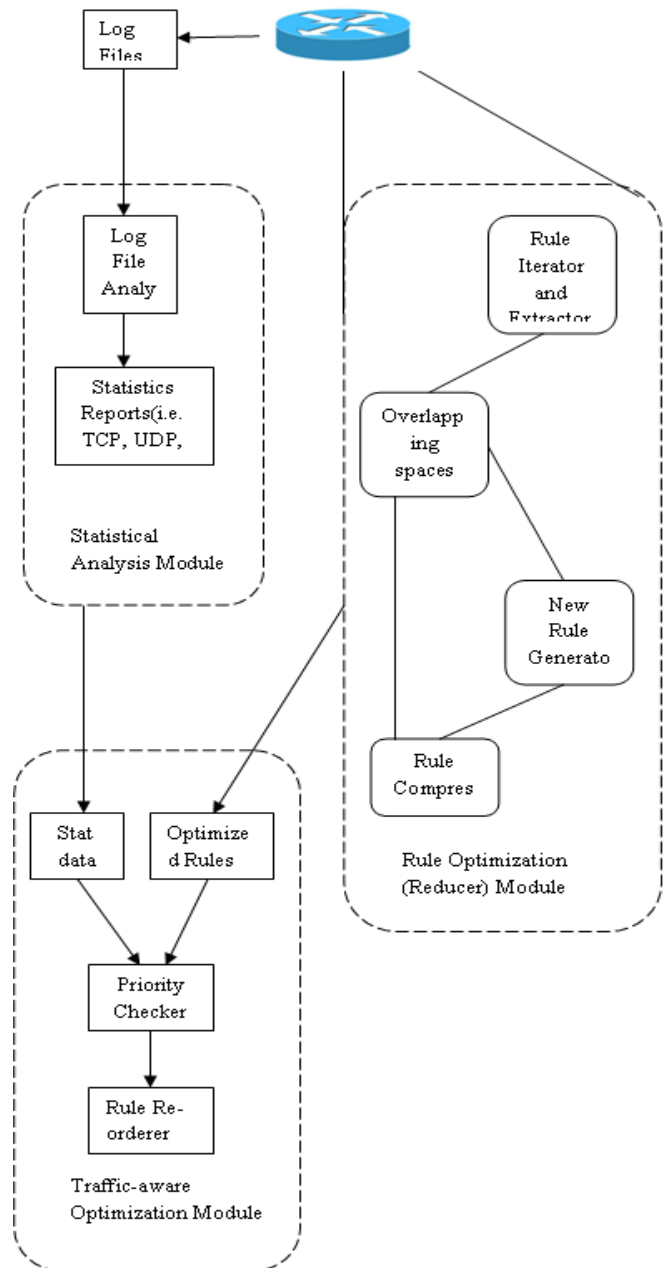 Log
Files
Log
File
Analy
Statistics
Reports(i.e.
TCP, UDP,
Statistical
Analysis Module
Rule
Iterator
and
Extractor
Overlapp
ing
spaces
New
Rule
Generato
Rule
Compres
Rule Optimization
(Reducer) Module
Stat
data
Optimize
d Rules
Priority
Checker
Rule Re-
orderer
Traffic-aware
Optimization Module